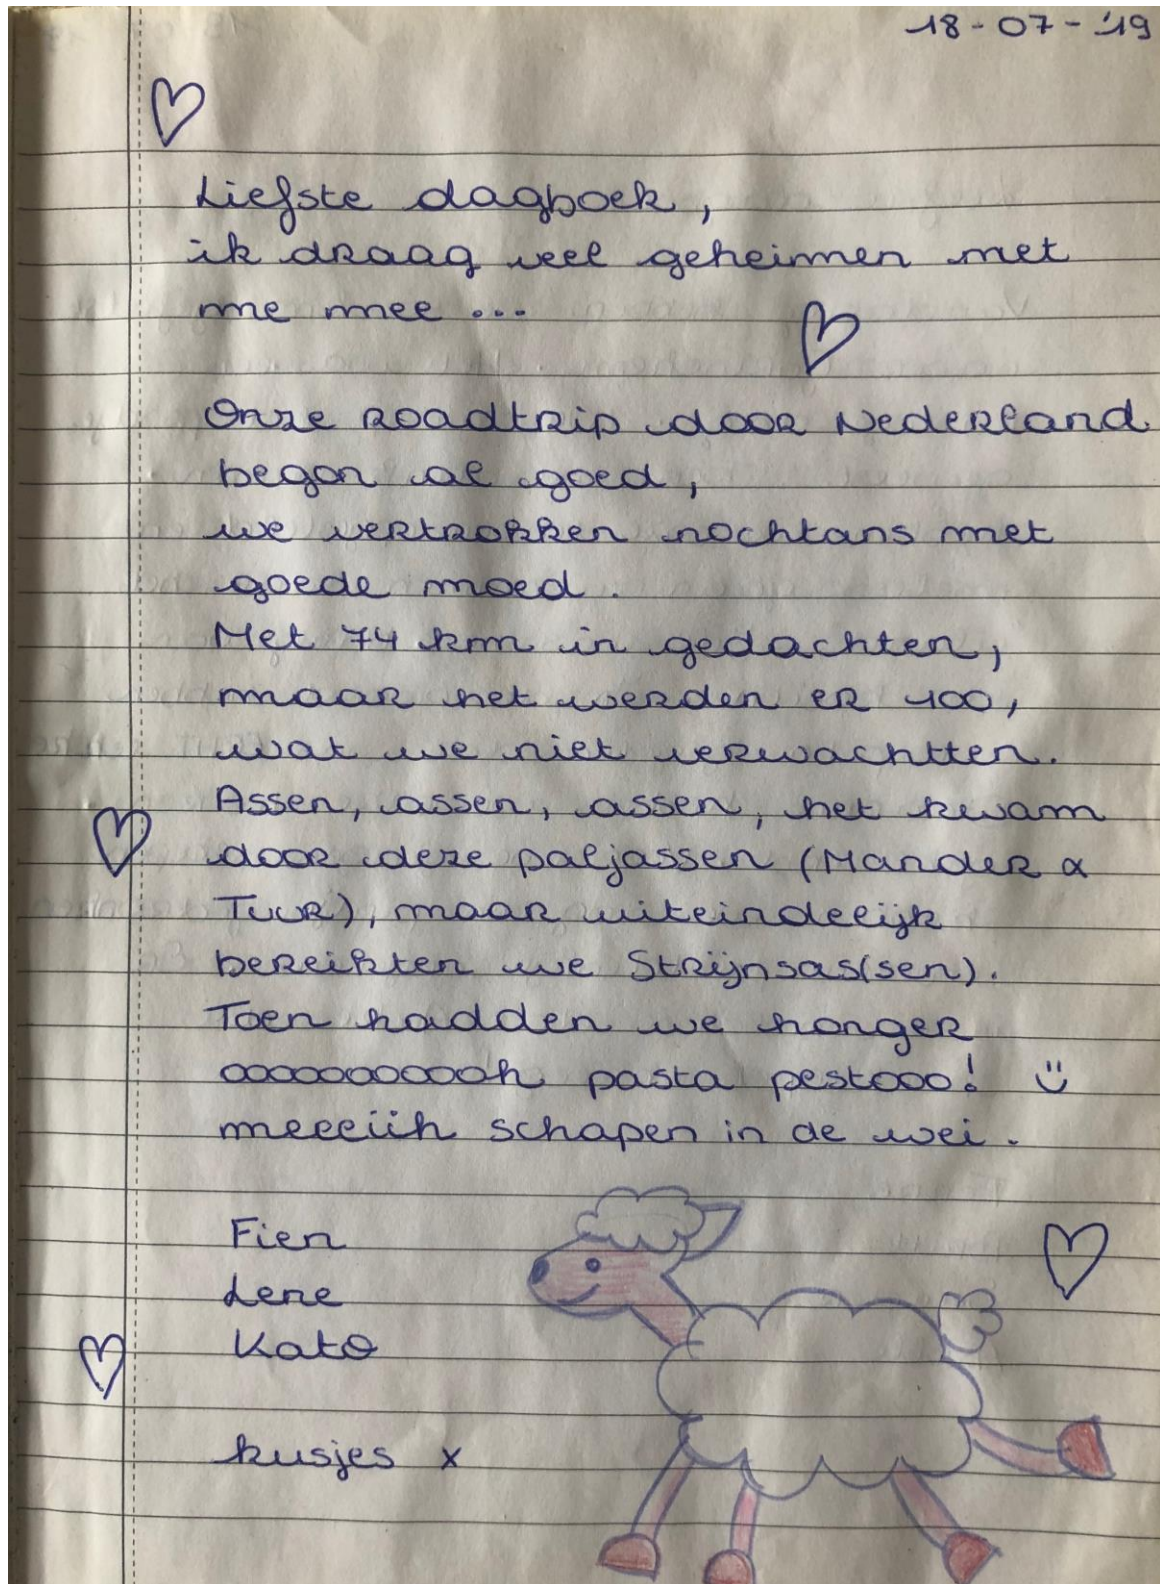 18-07-'19
Liefste dagboek,
ik draag veel geheimen met
me mee ...
Onze roadtrip door Nederland
begon al goed,
we vertrokken nochtans met
goede moed.
Met 74 km in gedachten,
maar het werden er 100,
wat we niet verwachtten.
Assen, assen, assen, het kwam
door deze paljassen (Mander &
Tuur), maar uiteindelijk
bereikten we Strijnsas(sen).
Toen hadden we honger
ooooooooooh pasta pestooo! ü
meeeiih schapen in de wei.
Fien
Lene
Kato
kusjes x